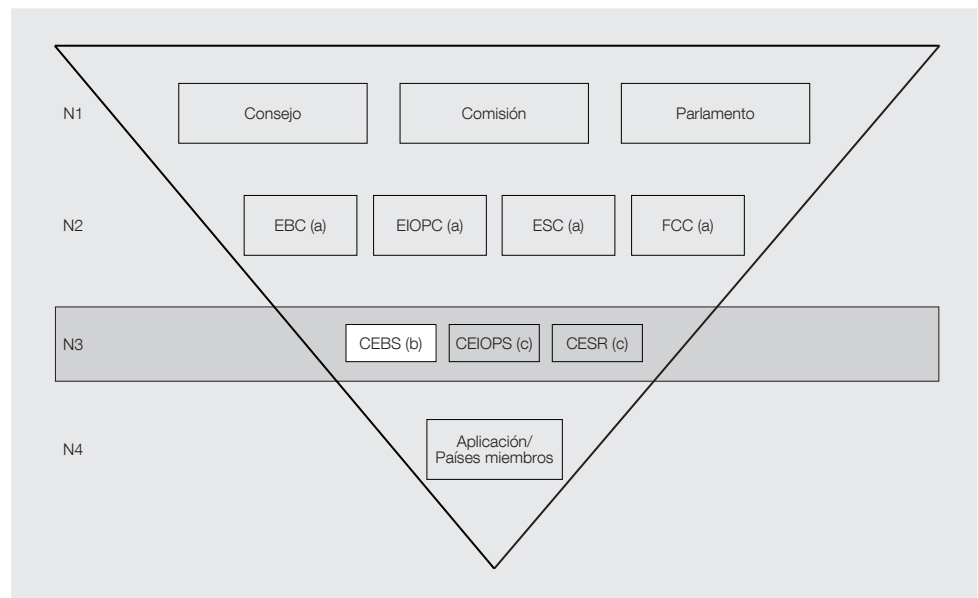 N1
Consejo
Comisión
Parlamento
N2
EBC (a)
EIOPC (a)
ESC (a)
FCC (a)
N3
CEBS (b)
CEIOPS (c)
CESR (c)
N4
Aplicación/
Países miembros